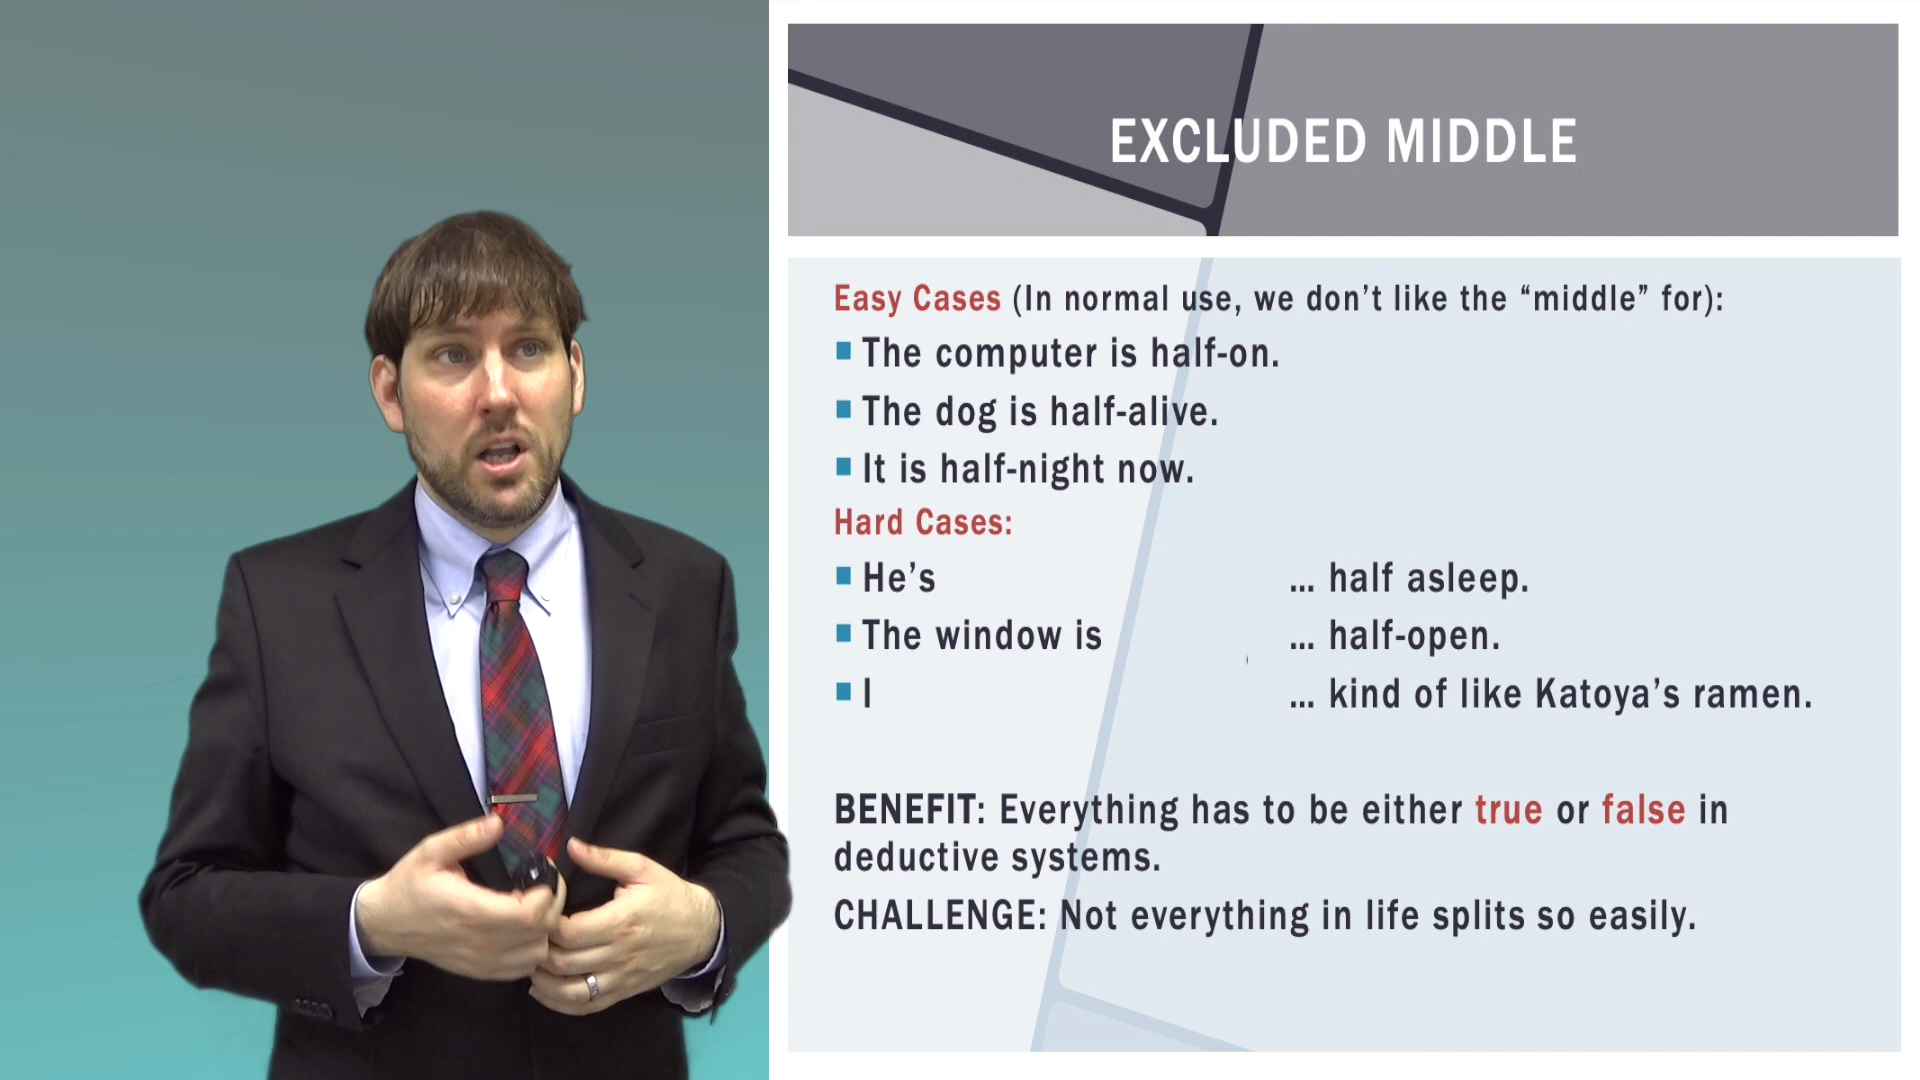 EXCLUDED MIDDLE
Easy Cases (In normal use, we don’t like the “middle” for):
The computer is half-on.
The dog is half-alive.
It is half-night now.
Hard Cases:
He’s ... half asleep.
The window is ... half-open.
I ... kind of like Katoya’s ramen.
BENEFIT: Everything has to be either true or false in
deductive systems.
CHALLENGE: Not everything in life splits so easily.